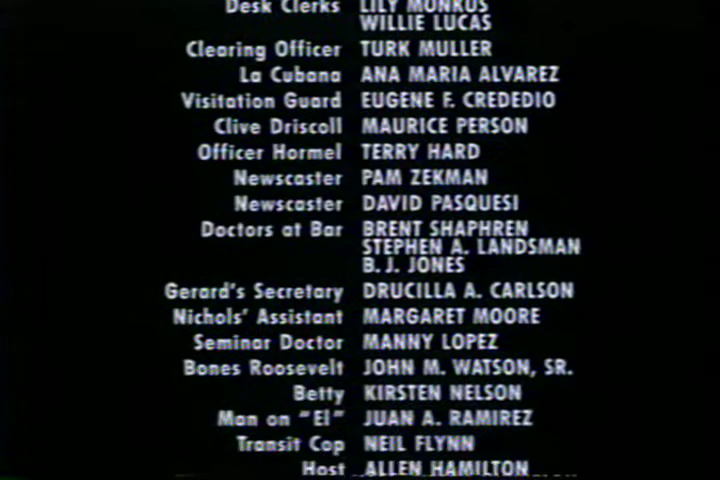 Desk Clerks LILY MONKUS
WILLIE LUCAS
Clearing Officer TURK MULLER
La Cubana ANA MARIA ALVAREZ
Visitation Guard EUGENE F. CREDEDIO
Clive Driscoll MAURICE PERSON
Officer Hormel TERRY HARD
Newscaster PAM ZEKMAN
Newscaster DAVID PASQUESI
Doctors at Bar BRENT SHAPHREN
STEPHEN A. LANDSMAN
B. J. JONES
Gerard's Secretary DRUCILLA A. CARLSON
Nichols' Assistant MARGARET MOORE
Seminar Doctor MANNY LOPEZ
Bones Roosevelt JOHN M. WATSON, SR.
Betty KIRSTEN NELSON
Man on "El" JUAN A. RAMIREZ
Transit Cop NEIL FLYNN
Host ALLEN HAMILTON